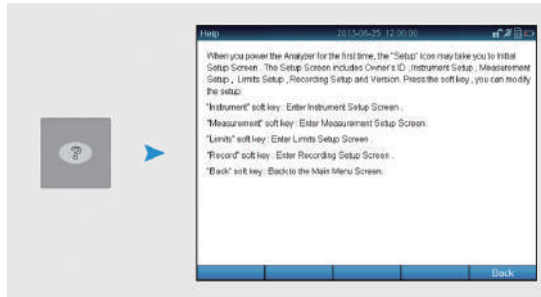 Help 2013-06-25 12:00:00
When you power the Analyzer for the first time, the "Setup" icon may take you to Initial
Setup Screen . The Setup Screen includes Owner's ID , Instrument Setup , Measurement
Setup , Limits Setup , Recording Setup and Version. Press the soft key , you can modify
the setup.
"Instrument" soft key : Enter Instrument Setup Screen .
"Measurement" soft key : Enter Measurement Setup Screen.
"Limits" soft key : Enter Limits Setup Screen .
"Record" soft key : Enter Recording Setup Screen .
"Back" soft key : Back to the Main Menu Screen.
Back
?